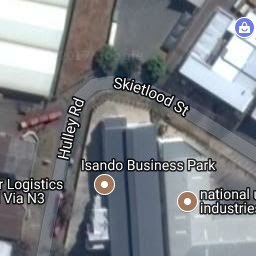 Skietlood St
Hulley Rd
Isando Business Park
r Logistics
Via N3
national u
industries